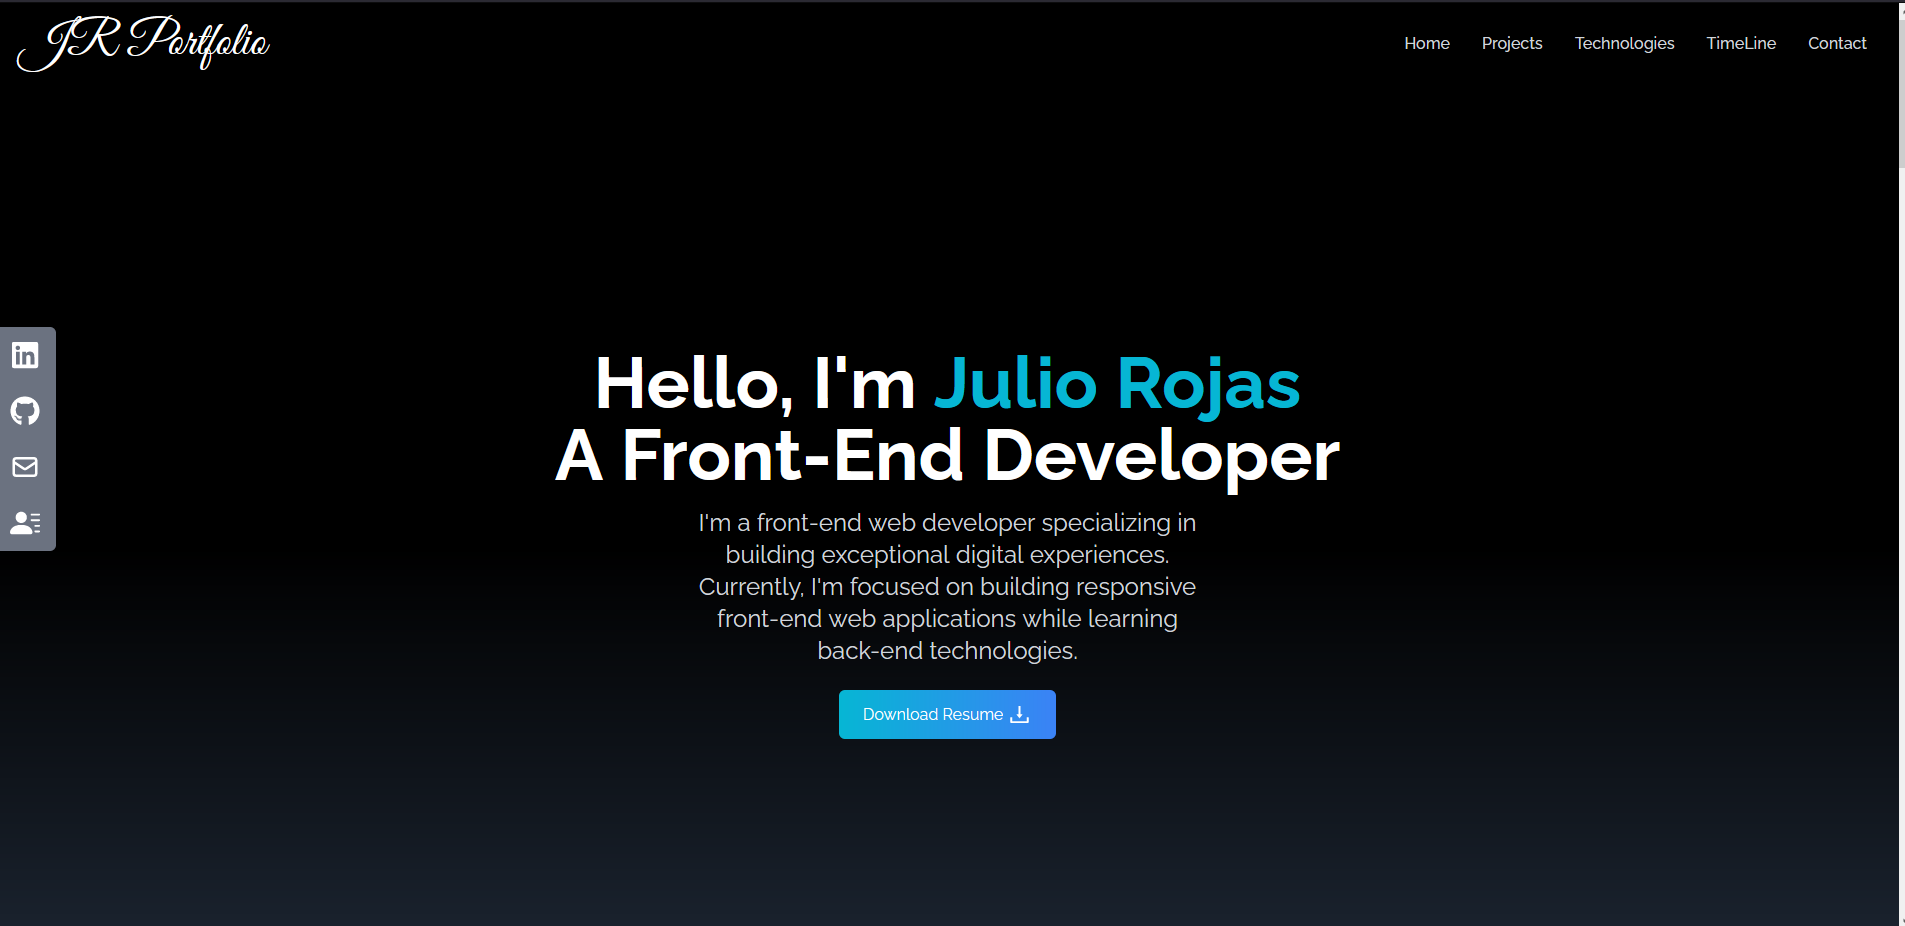 JR Portfolio
Home Projects Technologies TimeLine Contact
Hello, I'm Julio Rojas
A Front-End Developer
I'm a front-end web developer specializing in
building exceptional digital experiences.
Currently, I'm focused on building responsive
front-end web applications while learning
back-end technologies.
Download Resume